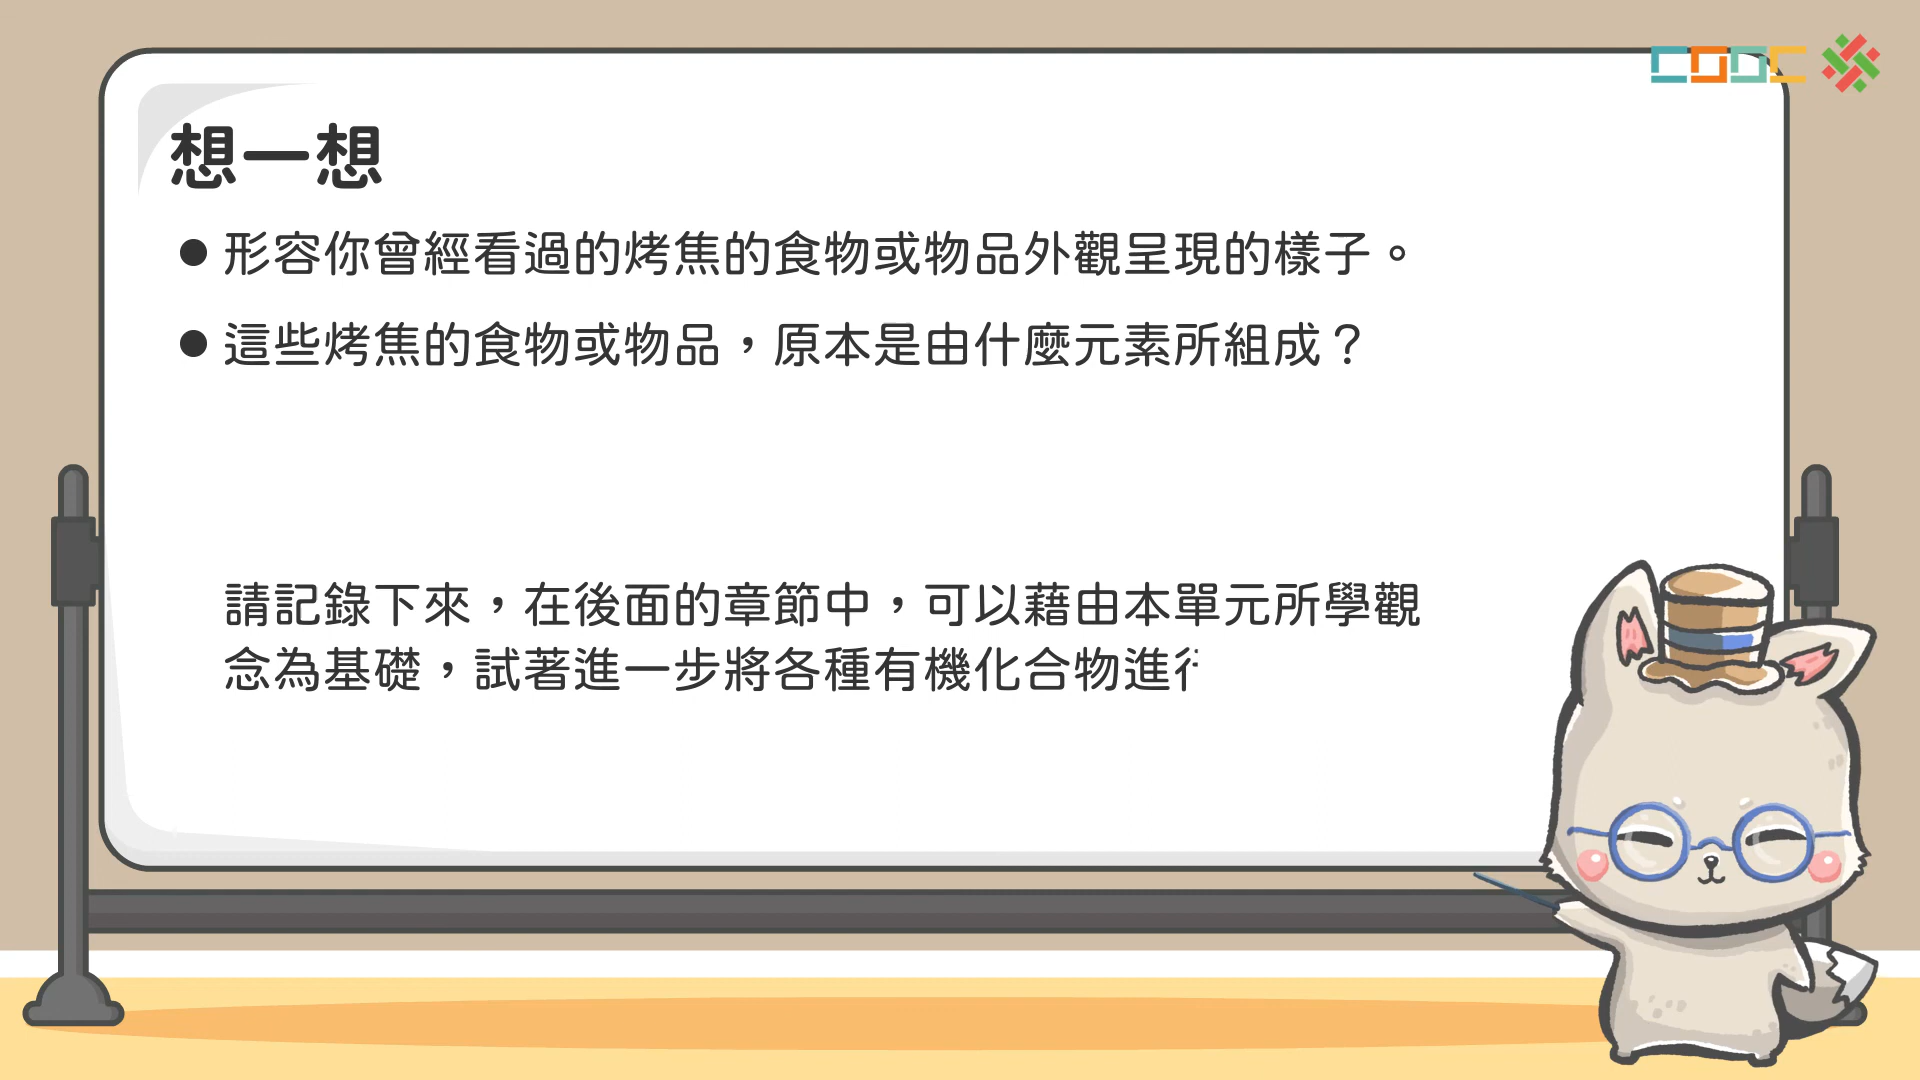 想一想
● 形容你曾經看過的烤焦的食物或物品外觀呈現的樣子。
● 這些烤焦的食物或物品，原本是由什麼元素所組成？
請記錄下來，在後面的章節中，可以藉由本單元所學觀
念為基礎，試著進一步將各種有機化合物進